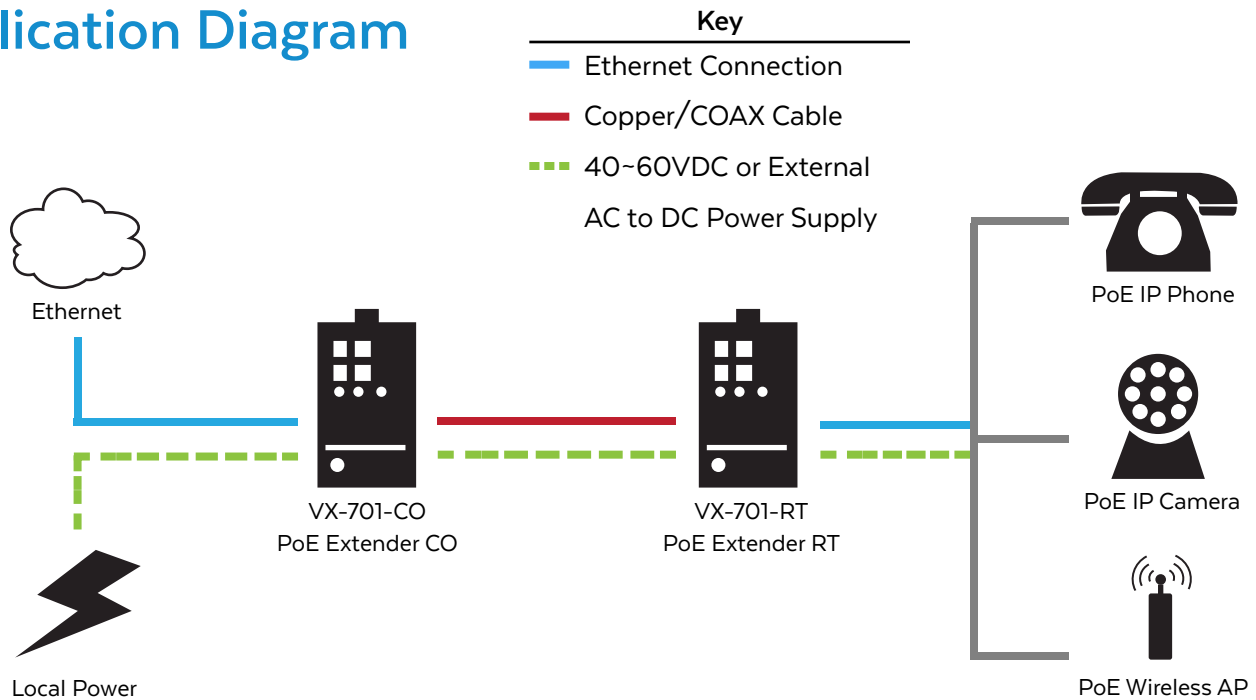 lication Diagram
Key
Ethernet Connection
Copper/COAX Cable
40~60VDC or External
AC to DC Power Supply
Ethernet
PoE IP Phone
VX-701-CO
PoE Extender CO
VX-701-RT
PoE Extender RT
PoE IP Camera
Local Power
PoE Wireless AP